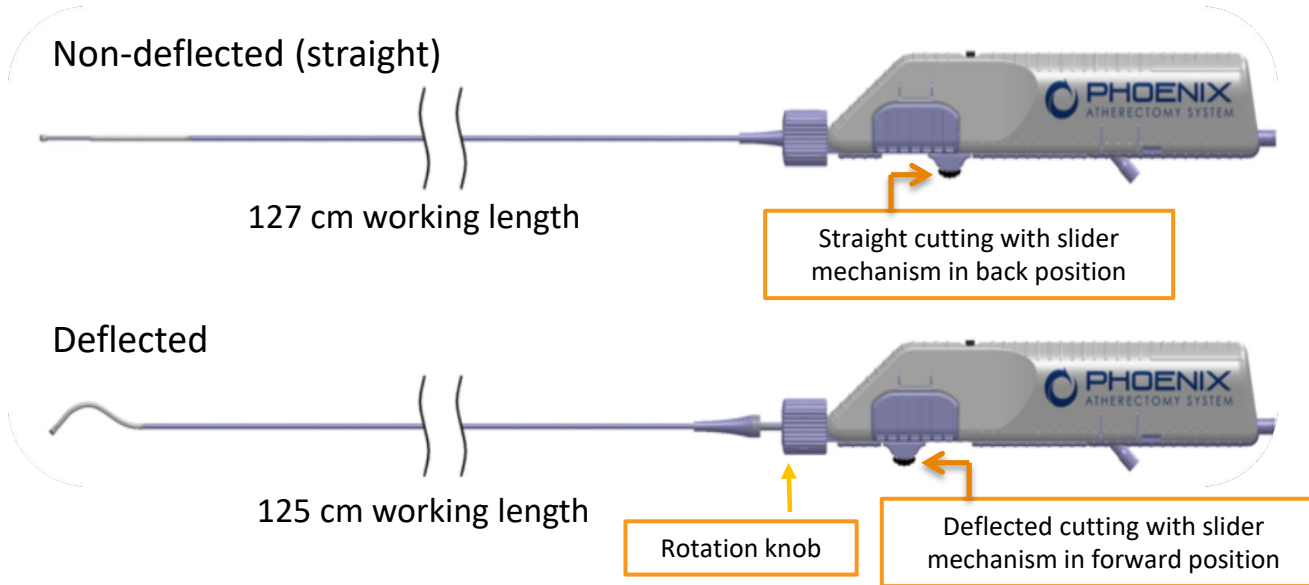 Non-deflected (straight)
PHOENIX
ATHERECTOMY SYSTEM
127 cm working length
Straight cutting with slider
mechanism in back position
Deflected
PHOENIX
ATHERECTOMY SYSTEM
125 cm working length
Rotation knob
Deflected cutting with slider
mechanism in forward position